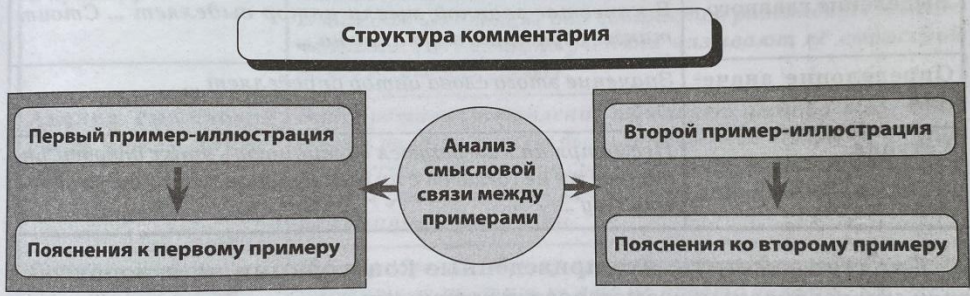 Структура комментария
Первый пример-иллюстрация
Пояснения к первому примеру
Анализ
смысловой
связи между
примерами
Второй пример-иллюстрация
Пояснения ко второму примеру